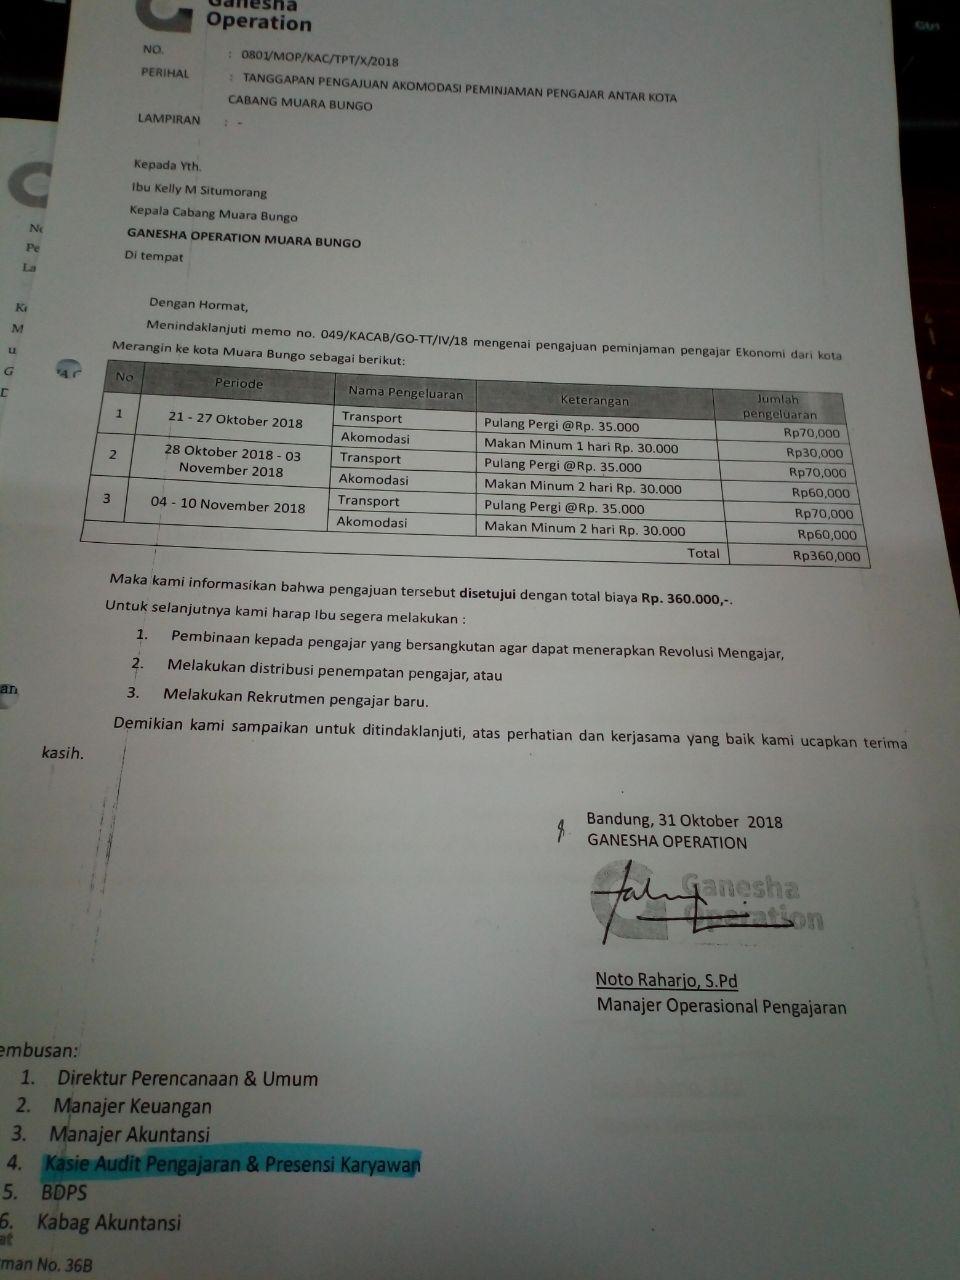 Ganesha
Operation
NO. : 0801/MOP/KAC/TPT/X/2018
PERIHAL : TANGGAPAN PENGAJUAN AKOMODASI PEMINJAMAN PENGAJAR ANTAR KOTA
CABANG MUARA BUNGO
LAMPIRAN : -
Kepada Yth.
Ibu Kelly M Situmorang
Kepala Cabang Muara Bungo
GANESHA OPERATION MUARA BUNGO
Di tempat
Dengan Hormat,
Menindaklanjuti memo no. 049/KACAB/GO-TT/IV/18 mengenai pengajuan peminjaman pengajar Ekonomi dari kota
Merangin ke kota Muara Bungo sebagai berikut:
No Periode Nama Pengeluaran Keterangan Jumlah pengeluaran
1 21 - 27 Oktober 2018 Transport Pulang Pergi @Rp. 35.000 Rp70,000
Akomodasi Makan Minum 1 hari Rp. 30.000 Rp30,000
2 28 Oktober 2018 - 03 November 2018 Transport Pulang Pergi @Rp. 35.000 Rp70,000
Akomodasi Makan Minum 2 hari Rp. 30.000 Rp60,000
3 04 - 10 November 2018 Transport Pulang Pergi @Rp. 35.000 Rp70,000
Akomodasi Makan Minum 2 hari Rp. 30.000 Rp60,000
Total Rp360,000
Maka kami informasikan bahwa pengajuan tersebut disetujui dengan total biaya Rp. 360.000,-.
Untuk selanjutnya kami harap Ibu segera melakukan :
1. Pembinaan kepada pengajar yang bersangkutan agar dapat menerapkan Revolusi Mengajar,
2. Melakukan distribusi penempatan pengajar, atau
3. Melakukan Rekrutmen pengajar baru.
Demikian kami sampaikan untuk ditindaklanjuti, atas perhatian dan kerjasama yang baik kami ucapkan terima
kasih.
Bandung, 31 Oktober 2018
GANESHA OPERATION
Ganesha
Operation
Noto Raharjo, S.Pd
Manajer Operasional Pengajaran
embusan:
1. Direktur Perencanaan & Umum
2. Manajer Keuangan
3. Manajer Akuntansi
4. Kasie Audit Pengajaran & Presensi Karyawan
5. BDPS
6. Kabag Akuntansi
at
man No. 36B